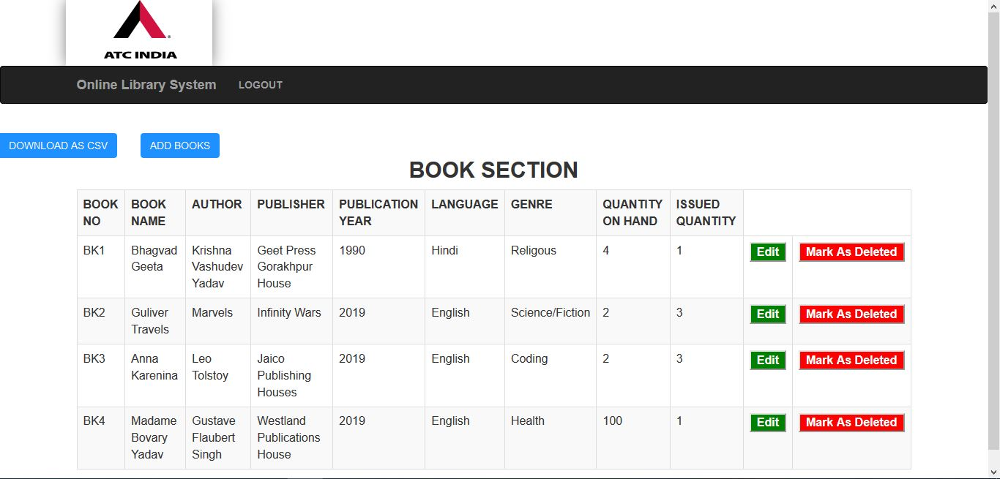 ATC INDIA
Online Library System LOGOUT
DOWNLOAD AS CSV ADD BOOKS
BOOK SECTION
BOOK NO BOOK NAME AUTHOR PUBLISHER PUBLICATION YEAR LANGUAGE GENRE QUANTITY ON HAND ISSUED QUANTITY
BK1 Bhagvad Geeta Krishna Vashudev Yadav Geet Press Gorakhpur House 1990 Hindi Religous 4 1 Edit Mark As Deleted
BK2 Guliver Travels Marvels Infinity Wars 2019 English Science/Fiction 2 3 Edit Mark As Deleted
BK3 Anna Karenina Leo Tolstoy Jaico Publishing Houses 2019 English Coding 2 3 Edit Mark As Deleted
BK4 Madame Bovary Yadav Gustave Flaubert Singh Westland Publications House 2019 English Health 100 1 Edit Mark As Deleted